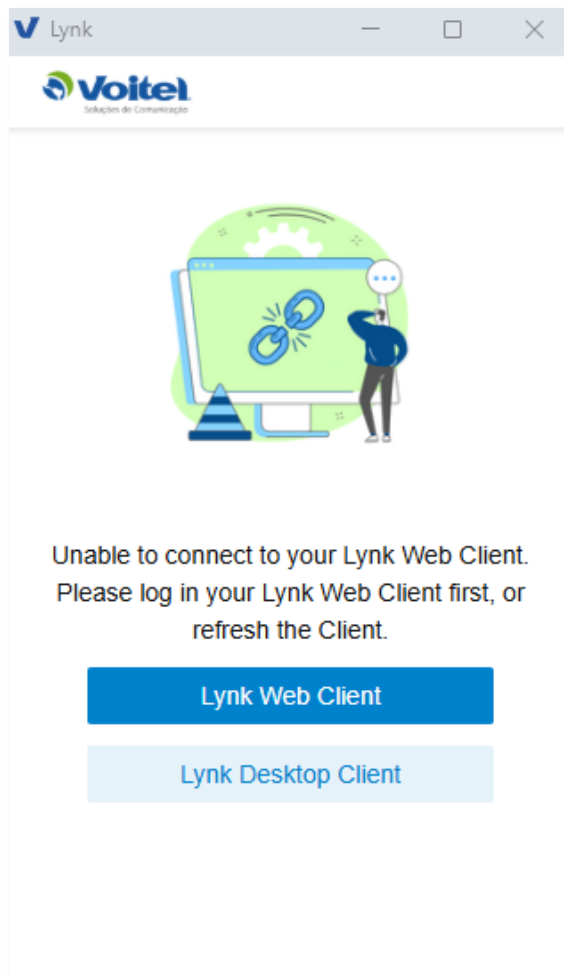 Lynk
Voitel
Soluções de Comunicação
Unable to connect to your Lynk Web Client.
Please log in your Lynk Web Client first, or
refresh the Client.
Lynk Web Client
Lynk Desktop Client